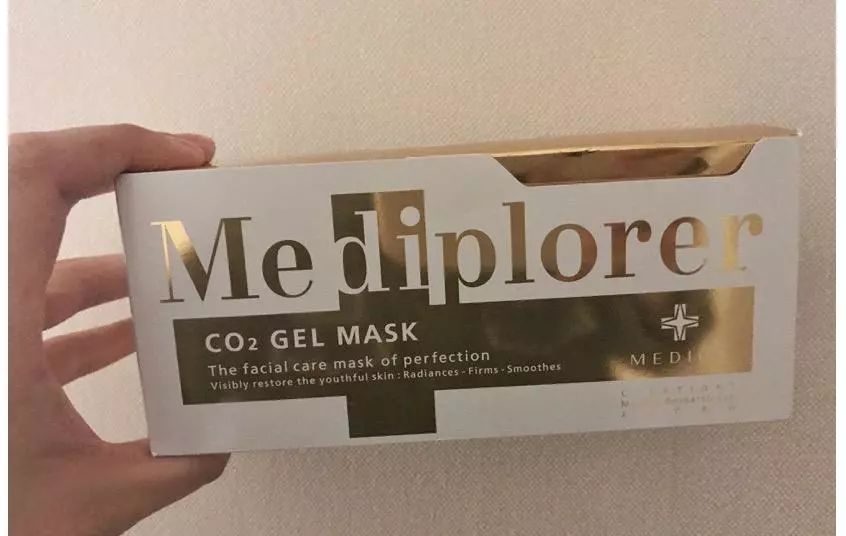 Mediplorer
CO2 GEL MASK
The facial care mask of perfection
Visibly restore the youthful skin : Radiances - Firms - Smoothes